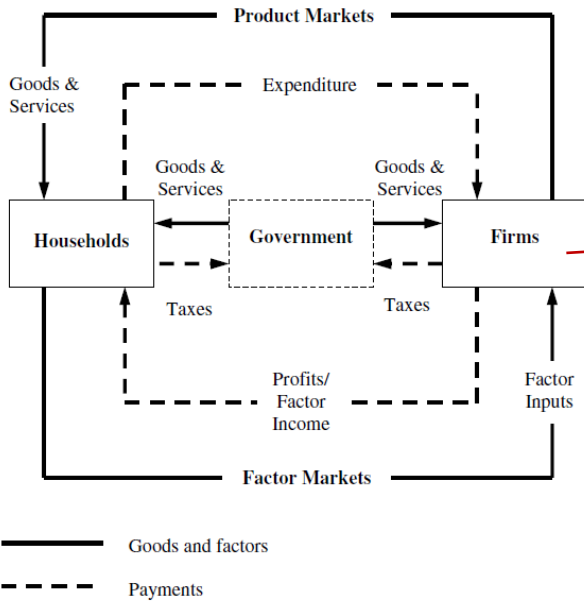 Product Markets
Goods &
Services
Expenditure
Goods &
Services
Goods &
Services
Households
Government
Firms
Taxes
Taxes
Profits/
Factor
Income
Factor
Inputs
Factor Markets
Goods and factors
Payments